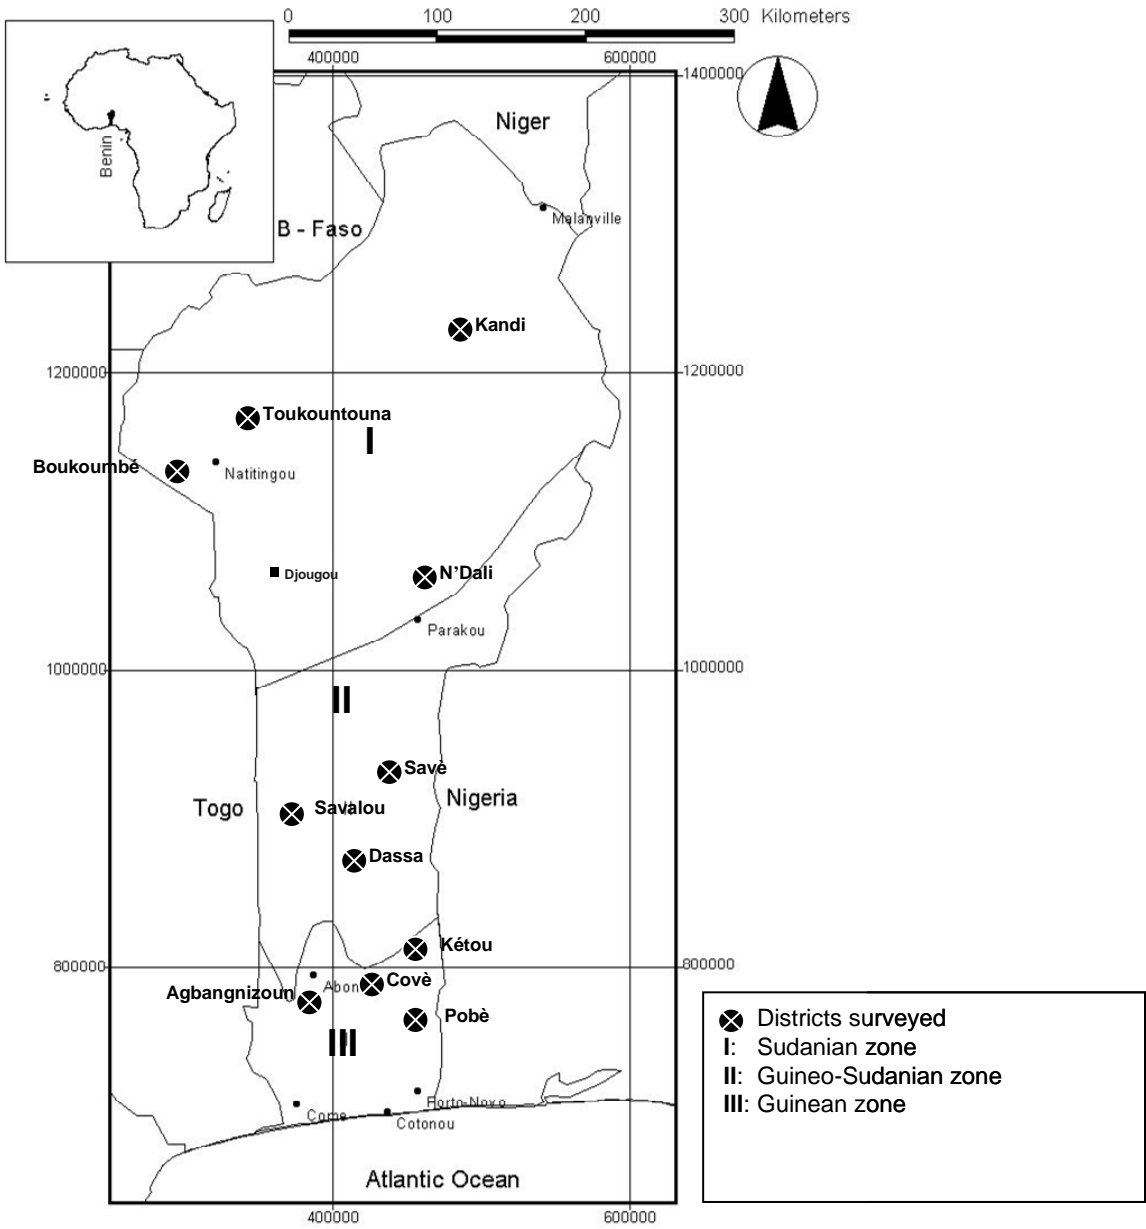 0 100 200 300 Kilometers
400000 600000
1400000
Niger
Benin
Malanville
B - Faso
Kandi
1200000 1200000
Toukountouna
I
Boukoumbé
Natitingou
Djougou
N'Dali
Parakou
1000000 1000000
II
Savè
Togo
Savalou
Nigeria
Dassa
Kétou
800000 800000
Covè
Abon
Agbangnizoun
Pobè
III
Districts surveyed
I: Sudanian zone
II: Guineo-Sudanian zone
III: Guinean zone
Porto-Novo
Come
Cotonou
Atlantic Ocean
400000 600000